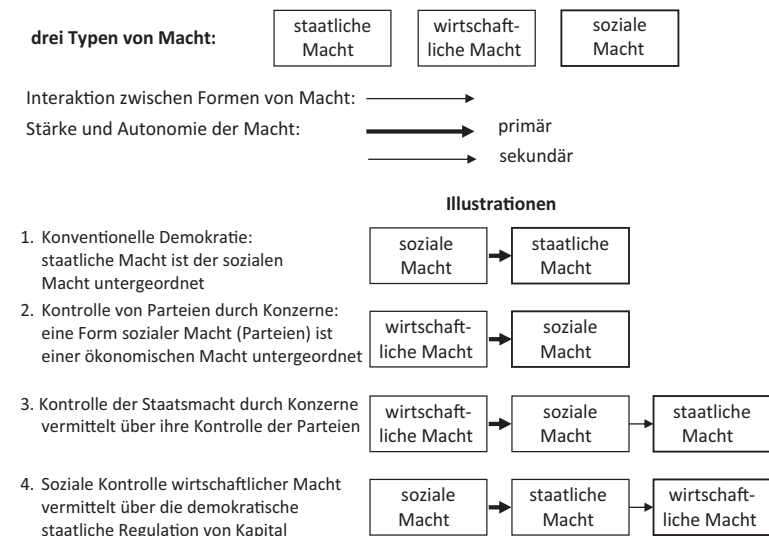 drei Typen von Macht:
staatliche
Macht
wirtschaft-
liche Macht
soziale
Macht
Interaktion zwischen Formen von Macht:
Stärke und Autonomie der Macht:
primär
sekundär
Illustrationen
1. Konventionelle Demokratie:
staatliche Macht ist der sozialen
Macht untergeordnet
soziale
Macht
staatliche
Macht
2. Kontrolle von Parteien durch Konzerne:
eine Form sozialer Macht (Parteien) ist
einer ökonomischen Macht untergeordnet
wirtschaft-
liche Macht
soziale
Macht
3. Kontrolle der Staatsmacht durch Konzerne
vermittelt über ihre Kontrolle der Parteien
wirtschaft-
liche Macht
soziale
Macht
staatliche
Macht
4. Soziale Kontrolle wirtschaftlicher Macht
vermittelt über die demokratische
staatliche Regulation von Kapital
soziale
Macht
staatliche
Macht
wirtschaft-
liche Macht